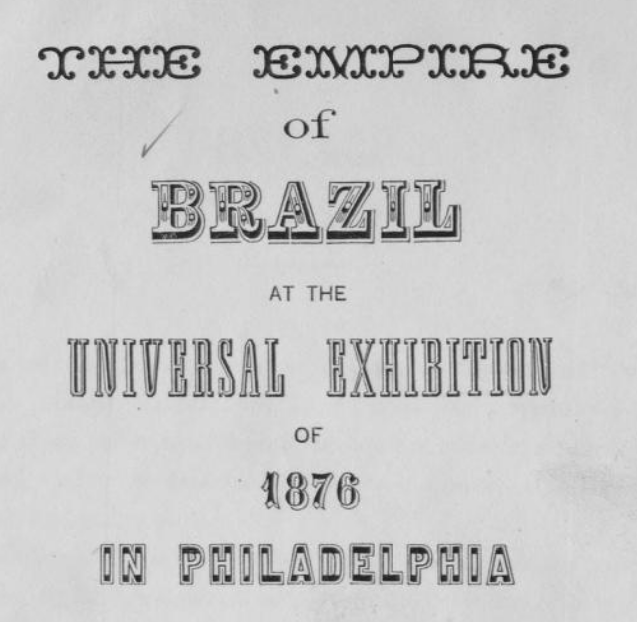 THE EMPIRE
of
BRAZIL
AT THE
UNIVERSAL EXHIBITION
OF
1876
IN PHILADELPHIA